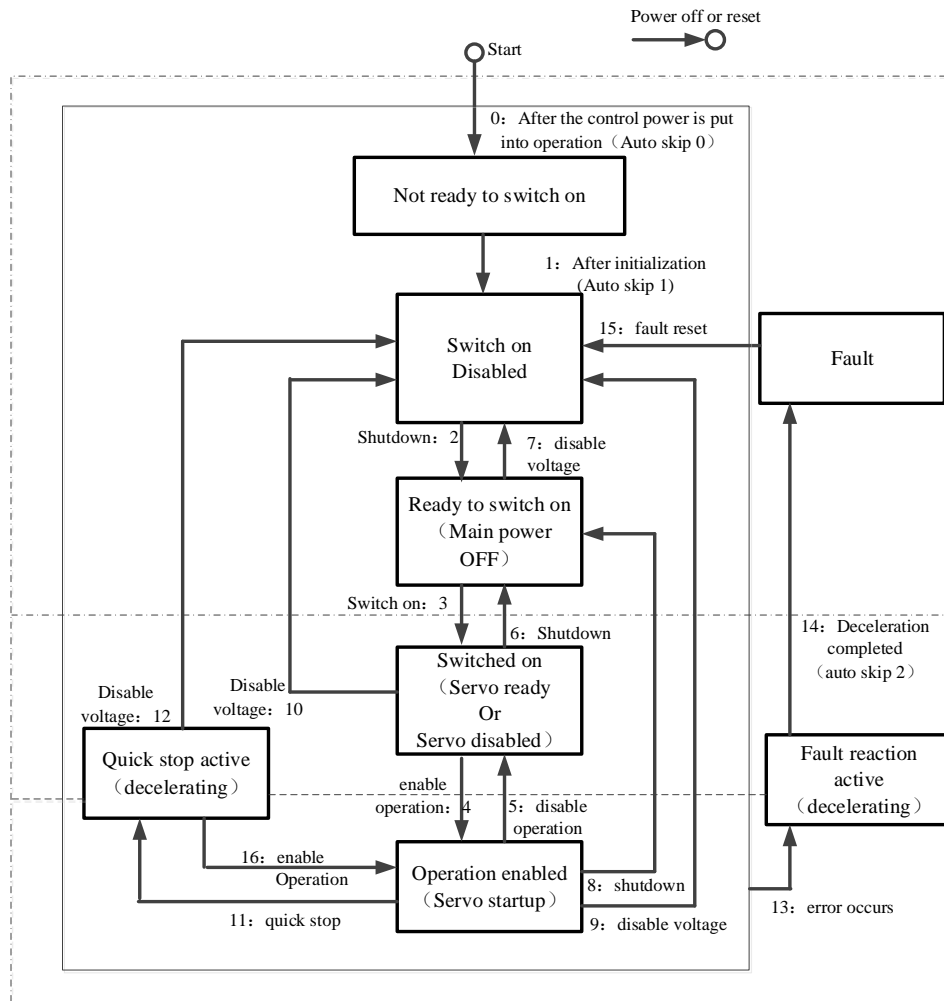 Power off or reset
Start
0：After the control power is put
into operation（Auto skip 0）
Not ready to switch on
1：After initialization
(Auto skip 1)
15：fault reset
Switch on
Disabled
Fault
Shutdown：2
7：disable
voltage
Ready to switch on
（Main power
OFF）
Switch on：3
6：Shutdown
14：Deceleration
completed
（auto skip 2）
Switched on
（Servo ready
Or
Servo disabled）
Disable
voltage：12
Disable
voltage：10
Quick stop active
（decelerating）
Fault reaction
active
（decelerating）
enable
operation：4
5：disable
operation
16：enable
Operation
Operation enabled
（Servo startup）
8：shutdown
11：quick stop
9：disable voltage
13：error occurs